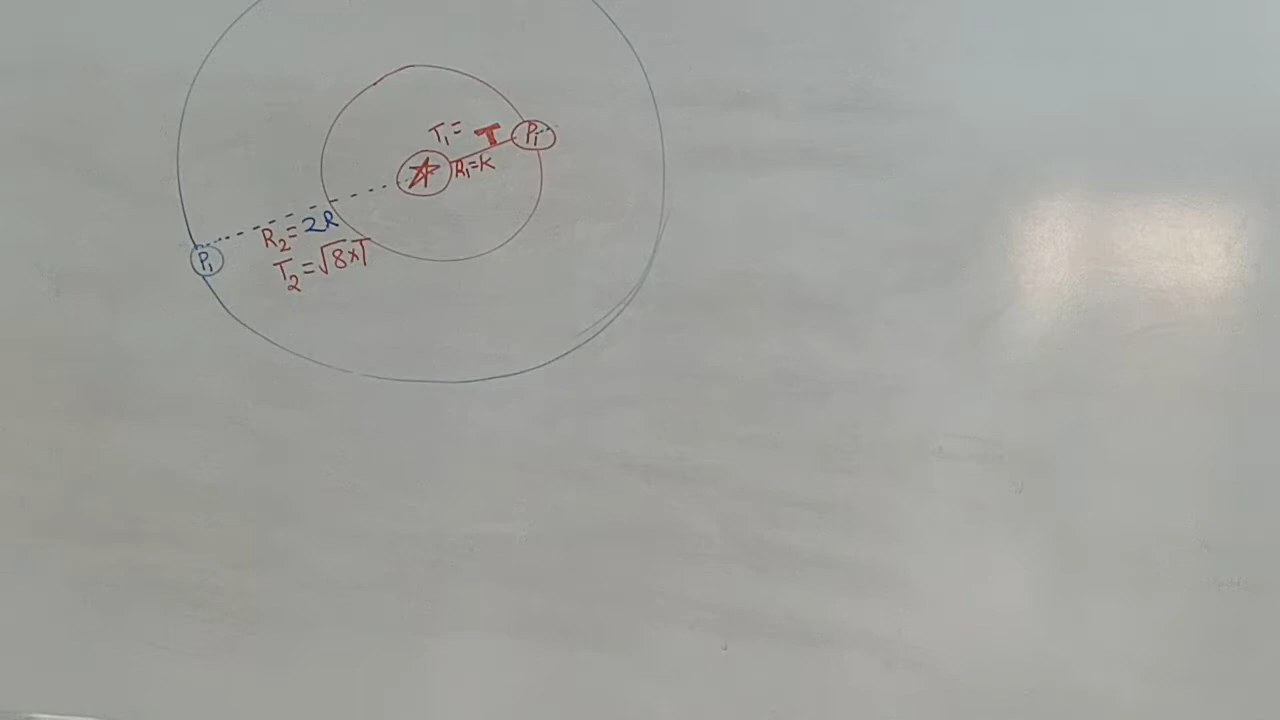 T₁= T
P₁
R₁=K
R₂=2R
T₂=√8×T
P₁